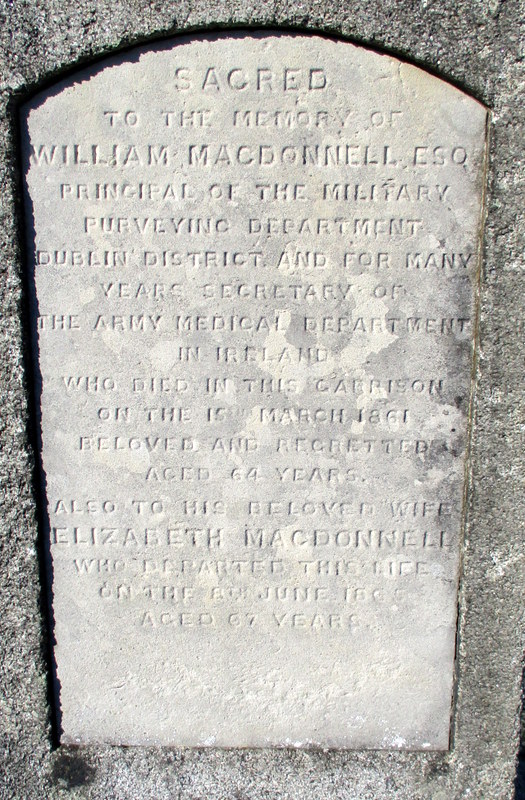 SACRED
TO THE MEMORY OF
WILLIAM MACDONNELL ESQ
PRINCIPAL OF THE MILITARY
PURVEYING DEPARTMENT
DUBLIN DISTRICT AND FOR MANY
YEARS SECRETARY OF
THE ARMY MEDICAL DEPARTMENT
IN IRELAND
WHO DIED IN THIS GARRISON
ON THE MARCH 1861
BELOVED AND REGRETTED
AGED 64 YEARS.
ALSO TO HIS BELOVED WIFE
ELIZABETH MACDONNELL
WHO DEPARTED THIS LIFE
ON THE JUNE
AGED 67 YEARS.